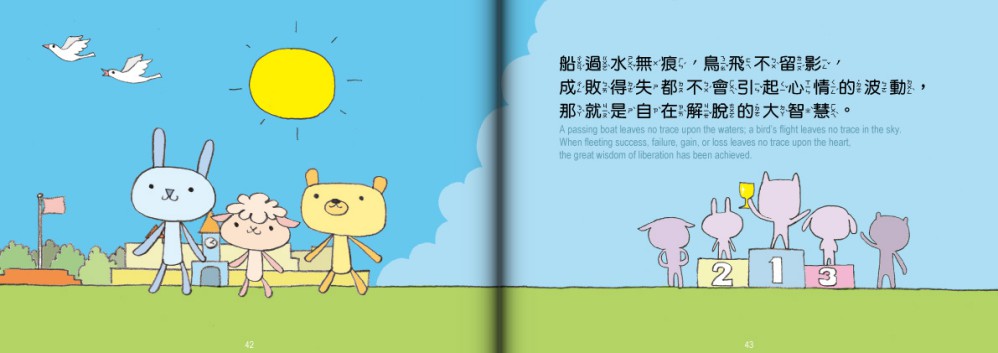 船過水無痕，鳥飛不留影，
成敗得失都不會引起心情的波動，
那就是自在解脫的大智慧。
A passing boat leaves no trace upon the waters; a bird's flight leaves no trace in the sky.
When fleeting success, failure, gain, or loss leaves no trace upon the heart,
the great wisdom of liberation has been achieved.
2
1
3
42
43